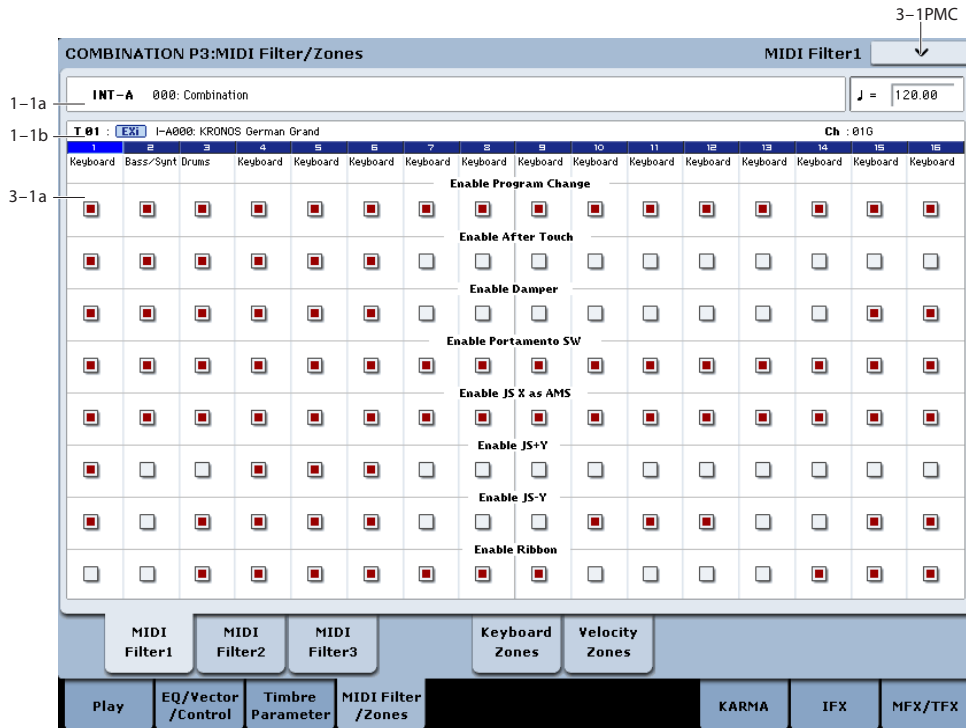 3–1PMC
COMBINATION P3:MIDI Filter/Zones MIDI Filter1
1–1a
INT–A 000: Combination ♩ = 120.00
1–1b
T 01 : EXi I–A000: KRONOS German Grand Ch : 01G
1 2 3 4 5 6 7 8 9 10 11 12 13 14 15 16
Keyboard Bass/Synt Drums Keyboard Keyboard Keyboard Keyboard Keyboard Keyboard Keyboard Keyboard Keyboard Keyboard Keyboard Keyboard Keyboard
3–1a
Enable Program Change
Enable After Touch
Enable Damper
Enable Portamento SW
Enable JS X as AMS
Enable JS+Y
Enable JS-Y
Enable Ribbon
MIDI Filter1 MIDI Filter2 MIDI Filter3 Keyboard Zones Velocity Zones
Play EQ/Vector /Control Timbre Parameter MIDI Filter /Zones KARMA IFX MFX/TFX